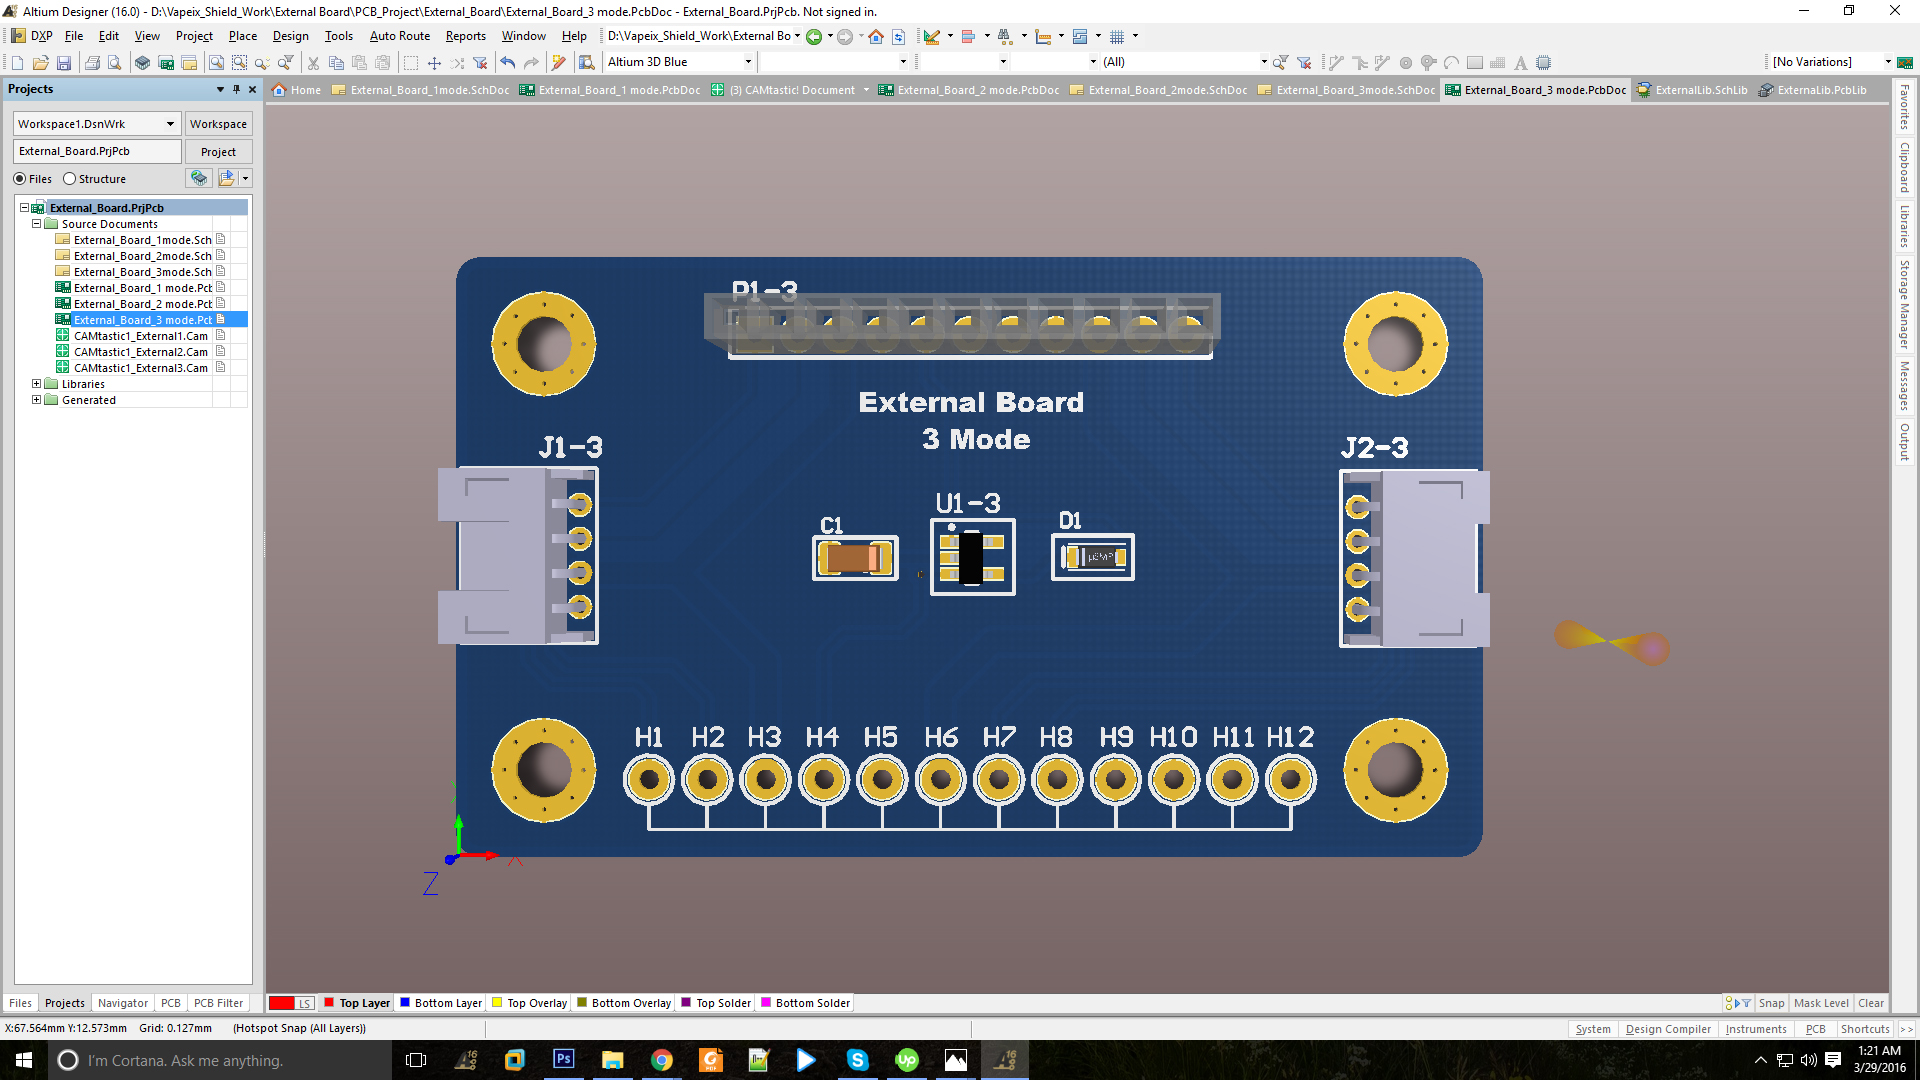 Altium Designer (16.0) - D:\Vapeix_Shield_Work\External Board\PCB_Project\External_Board\External_Board_3 mode.PcbDoc - External_Board.PrjPcb. Not signed in.
DXP File Edit View Project Place Design Tools Auto Route Reports Window Help D:\Vapeix_Shield_Work\External Bo
Altium 3D Blue (All) [No Variations]
Projects
Home External_Board_1mode.SchDoc External_Board_1 mode.PcbDoc (3) CAMtastic! Document External_Board_2 mode.PcbDoc External_Board_2mode.SchDoc External_Board_3mode.SchDoc External_Board_3 mode.PcbDoc ExternalLib.SchLib ExternaLib.PcbLib
Workspace1.DsnWrk Workspace
External_Board.PrjPcb Project
Files Structure
External_Board.PrjPcb
Source Documents
External_Board_1mode.Sch
External_Board_2mode.Sch
External_Board_3mode.Sch
External_Board_1 mode.Pcb
External_Board_2 mode.Pcb
External_Board_3 mode.Pcb
CAMtastic1_External1.Cam
CAMtastic1_External2.Cam
CAMtastic1_External3.Cam
Libraries
Generated
P1-3
External Board
3 Mode
J1-3
J2-3
U1-3
C1
D1
H1 H2 H3 H4 H5 H6 H7 H8 H9 H10 H11 H12
Y
X
Z
Favorites
Clipboard
Libraries
Storage Manager
Messages
Output
Files Projects Navigator PCB PCB Filter
LS Top Layer Bottom Layer Top Overlay Bottom Overlay Top Solder Bottom Solder
Snap Mask Level Clear
X:67.564mm Y:12.573mm Grid: 0.127mm (Hotspot Snap (All Layers))
System Design Compiler Instruments PCB Shortcuts >>
I'm Cortana. Ask me anything.
1:21 AM
3/29/2016